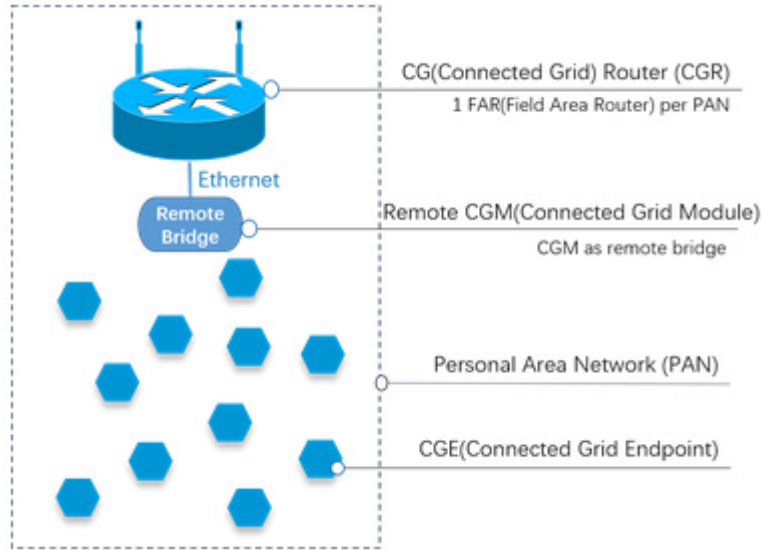 CG(Connected Grid) Router (CGR)
1 FAR(Field Area Router) per PAN
Ethernet
Remote
Bridge
Remote CGM(Connected Grid Module)
CGM as remote bridge
Personal Area Network (PAN)
CGE(Connected Grid Endpoint)